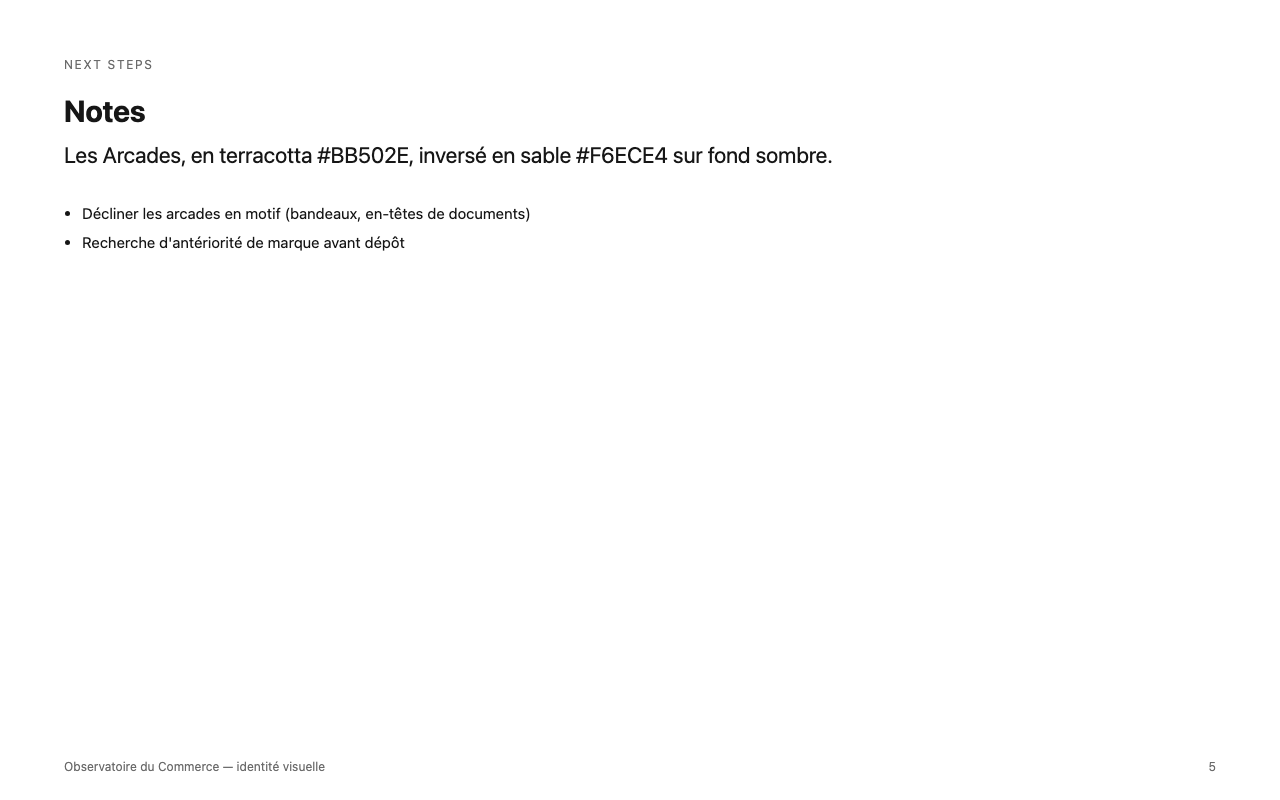 NEXT STEPS
Notes
Les Arcades, en terracotta #BB502E, inversé en sable #F6ECE4 sur fond sombre.
• Décliner les arcades en motif (bandeaux, en-têtes de documents)
• Recherche d'antériorité de marque avant dépôt
Observatoire du Commerce — identité visuelle
5